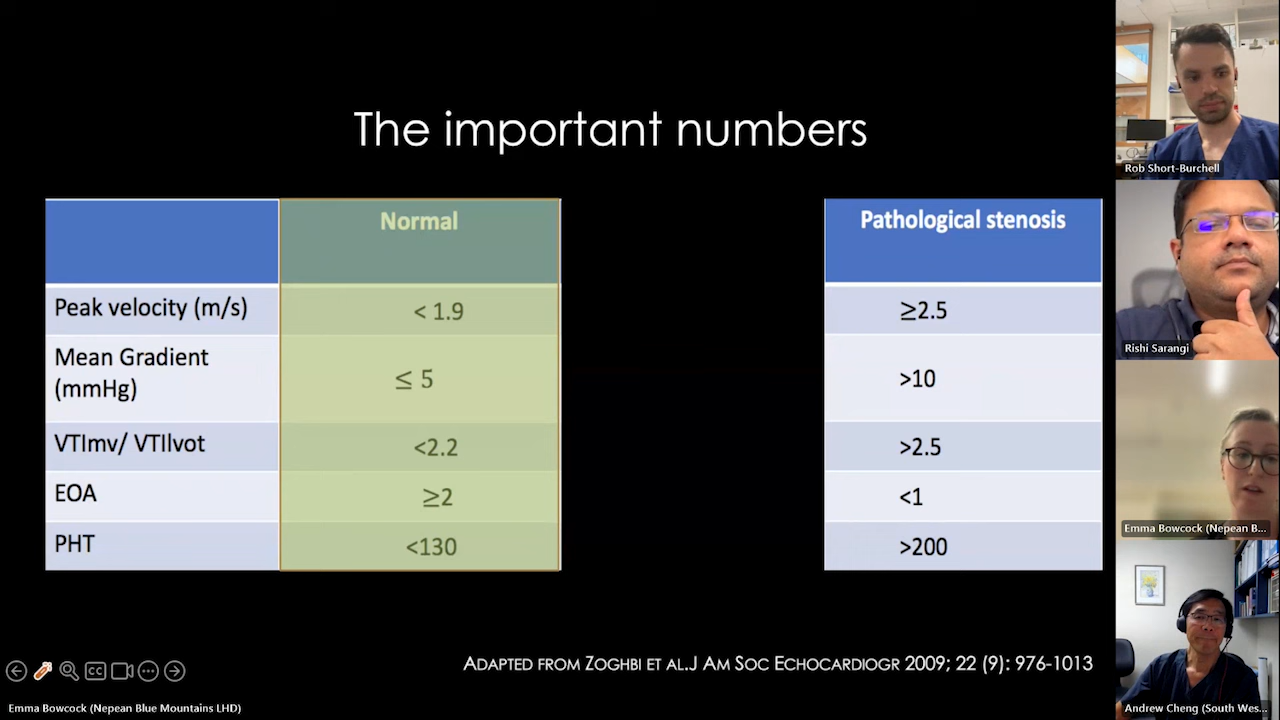 The important numbers
Normal
Pathological stenosis
Peak velocity (m/s)
< 1.9
≥2.5
Mean Gradient
(mmHg)
≤ 5
>10
VTImv/ VTIlvot
<2.2
>2.5
EOA
≥2
<1
PHT
<130
>200
ADAPTED FROM ZOGHBI ET AL.J AM SOC ECHOCARDIOGR 2009; 22 (9): 976-1013
CC
Emma Bowcock (Nepean Blue Mountains LHD)
Rob Short-Burchell
Rishi Sarangi
Emma Bowcock (Nepean B...
Andrew Cheng (South Wes...